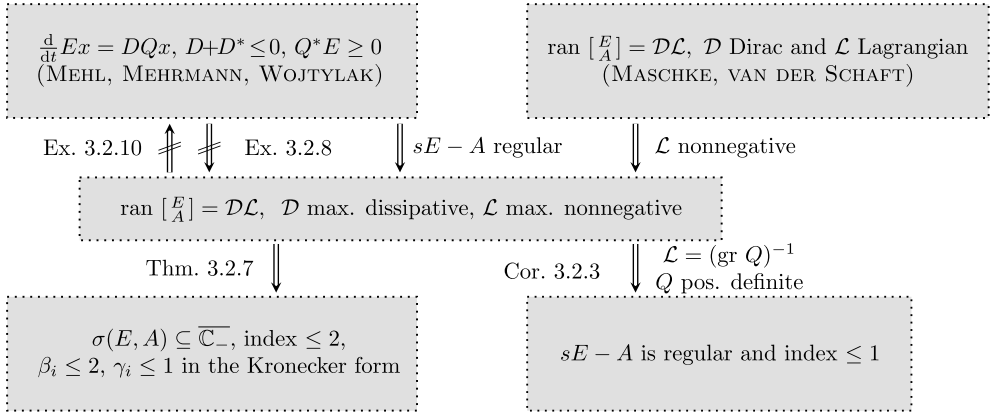 d/dt Ex = DQx, D+D* ≤0, Q*E ≥ 0
(MEHL, MEHRMANN, WOJTYLAK)
ran [E A] = 𝒟ℒ, 𝒟 Dirac and ℒ Lagrangian
(MASCHKE, VAN DER SCHAFT)
Ex. 3.2.10
Ex. 3.2.8
sE − A regular
ℒ nonnegative
ran [E A] = 𝒟ℒ, 𝒟 max. dissipative, ℒ max. nonnegative
Thm. 3.2.7
Cor. 3.2.3
ℒ = (gr Q)⁻¹
Q pos. definite
σ(E, A) ⊆ ℂ̅₋, index ≤ 2,
βᵢ ≤ 2, γᵢ ≤ 1 in the Kronecker form
sE − A is regular and index ≤ 1